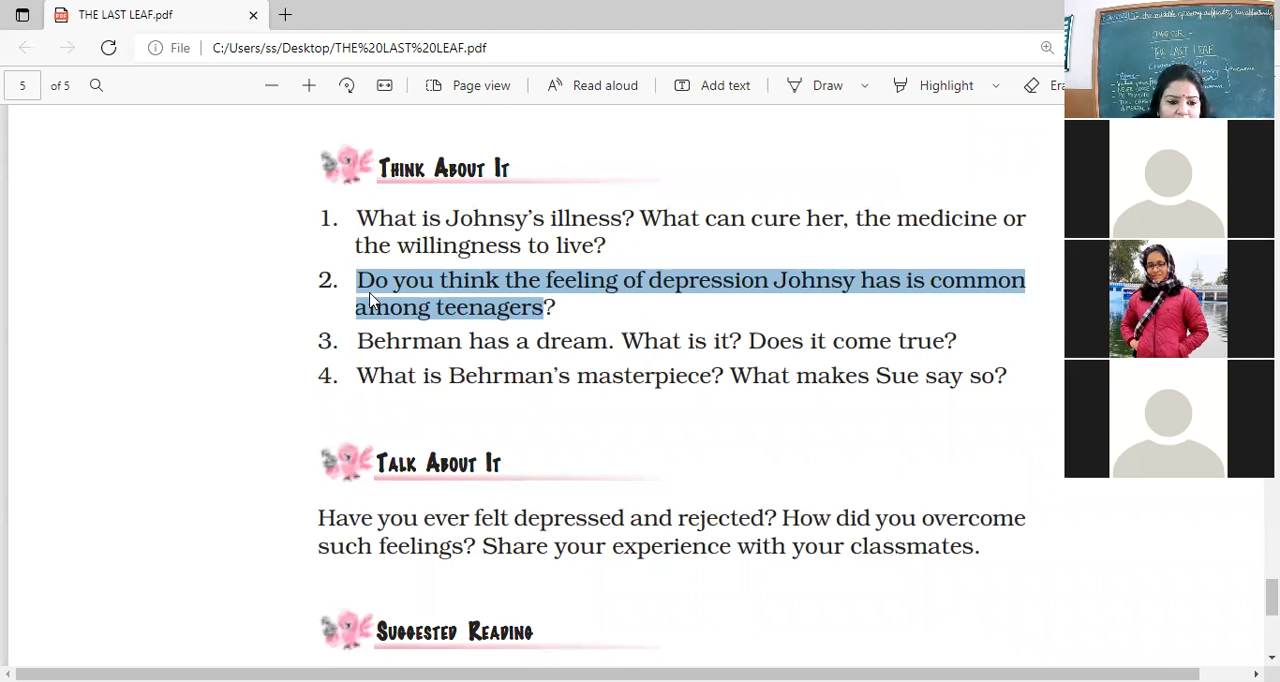 THE LAST LEAF.pdf
File C:/Users/ss/Desktop/THE%20LAST%20LEAF.pdf
5 of 5 Page view Read aloud Add text Draw Highlight
THINK ABOUT IT
1. What is Johnsy's illness? What can cure her, the medicine or
the willingness to live?
2. Do you think the feeling of depression Johnsy has is common
among teenagers?
3. Behrman has a dream. What is it? Does it come true?
4. What is Behrman's masterpiece? What makes Sue say so?
TALK ABOUT IT
Have you ever felt depressed and rejected? How did you overcome
such feelings? Share your experience with your classmates.
SUGGESTED READING
THE LAST LEAF